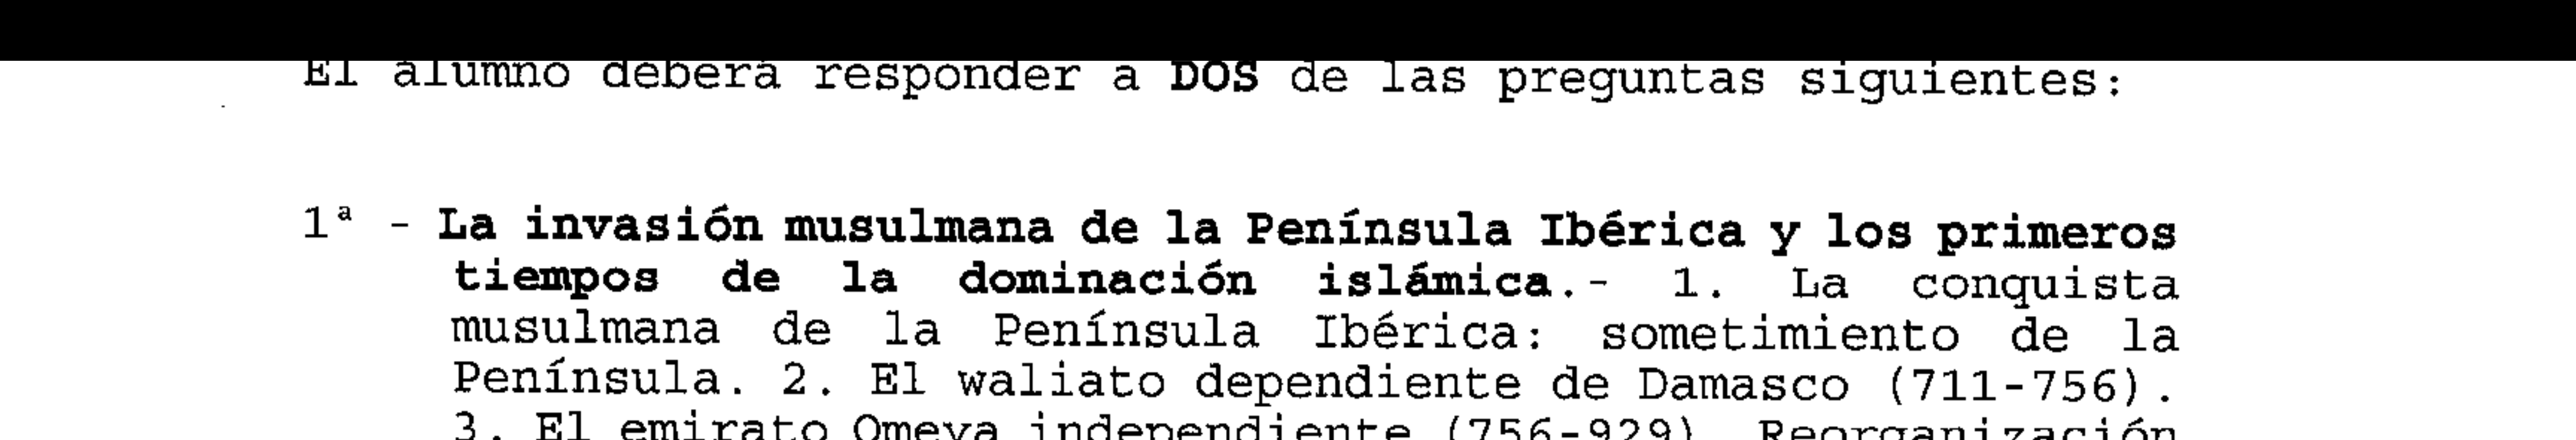 El alumno deberá responder a DOS de las preguntas siguientes:
1ª - La invasión musulmana de la Península Ibérica y los primeros
tiempos de la dominación islámica.- 1. La conquista
musulmana de la Península Ibérica: sometimiento de la
Península. 2. El waliato dependiente de Damasco (711-756).
3. El emirato Omeya independiente (756-929). Reorganización